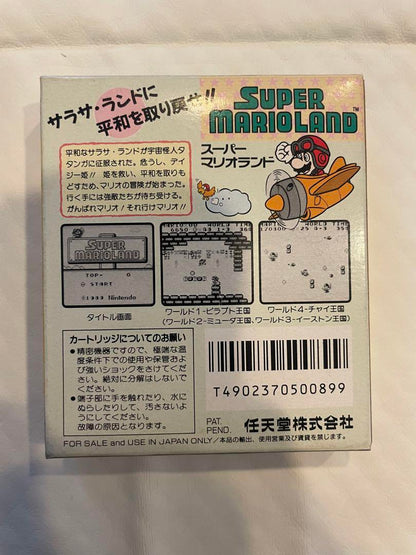 サラサ・ランドに
平和を取り戻せ!!
SUPER
MARIOLAND
TM
スーパー
マリオランド
平和なサラサ・ランドが宇宙怪人タ
タンガに征服された。危うし、デイ
ジー姫!! 姫を救い、平和を取りも
どすため、マリオの冒険が始まった。
行く手には強敵たちが待ち受ける。
がんばれマリオ!それ行けマリオ!!
SUPER
MARIOLAND
TOP- 0
START
©1989 Nintendo
タイトル画面
ワールド1-ビラブト王国
(ワールド2-ミューダ王国、
ワールド4-チャイ王国
ワールド3-イーストン王国)
カートリッジについてのお願い
●精密機器ですので、極端な温
度条件下での使用や保管およ
び強いショックをさけてくだ
さい。絶対に分解はしないで
ください。
●端子部に手を触れたり、水に
ぬらしたりして、汚さないよ
うにしてください。
故障の原因となります。
T4902370500899
PAT.
PEND.
任天堂株式会社
FOR SALE and USE IN JAPAN ONLY/本品の輸出、使用営業及び賃貸を禁じます。